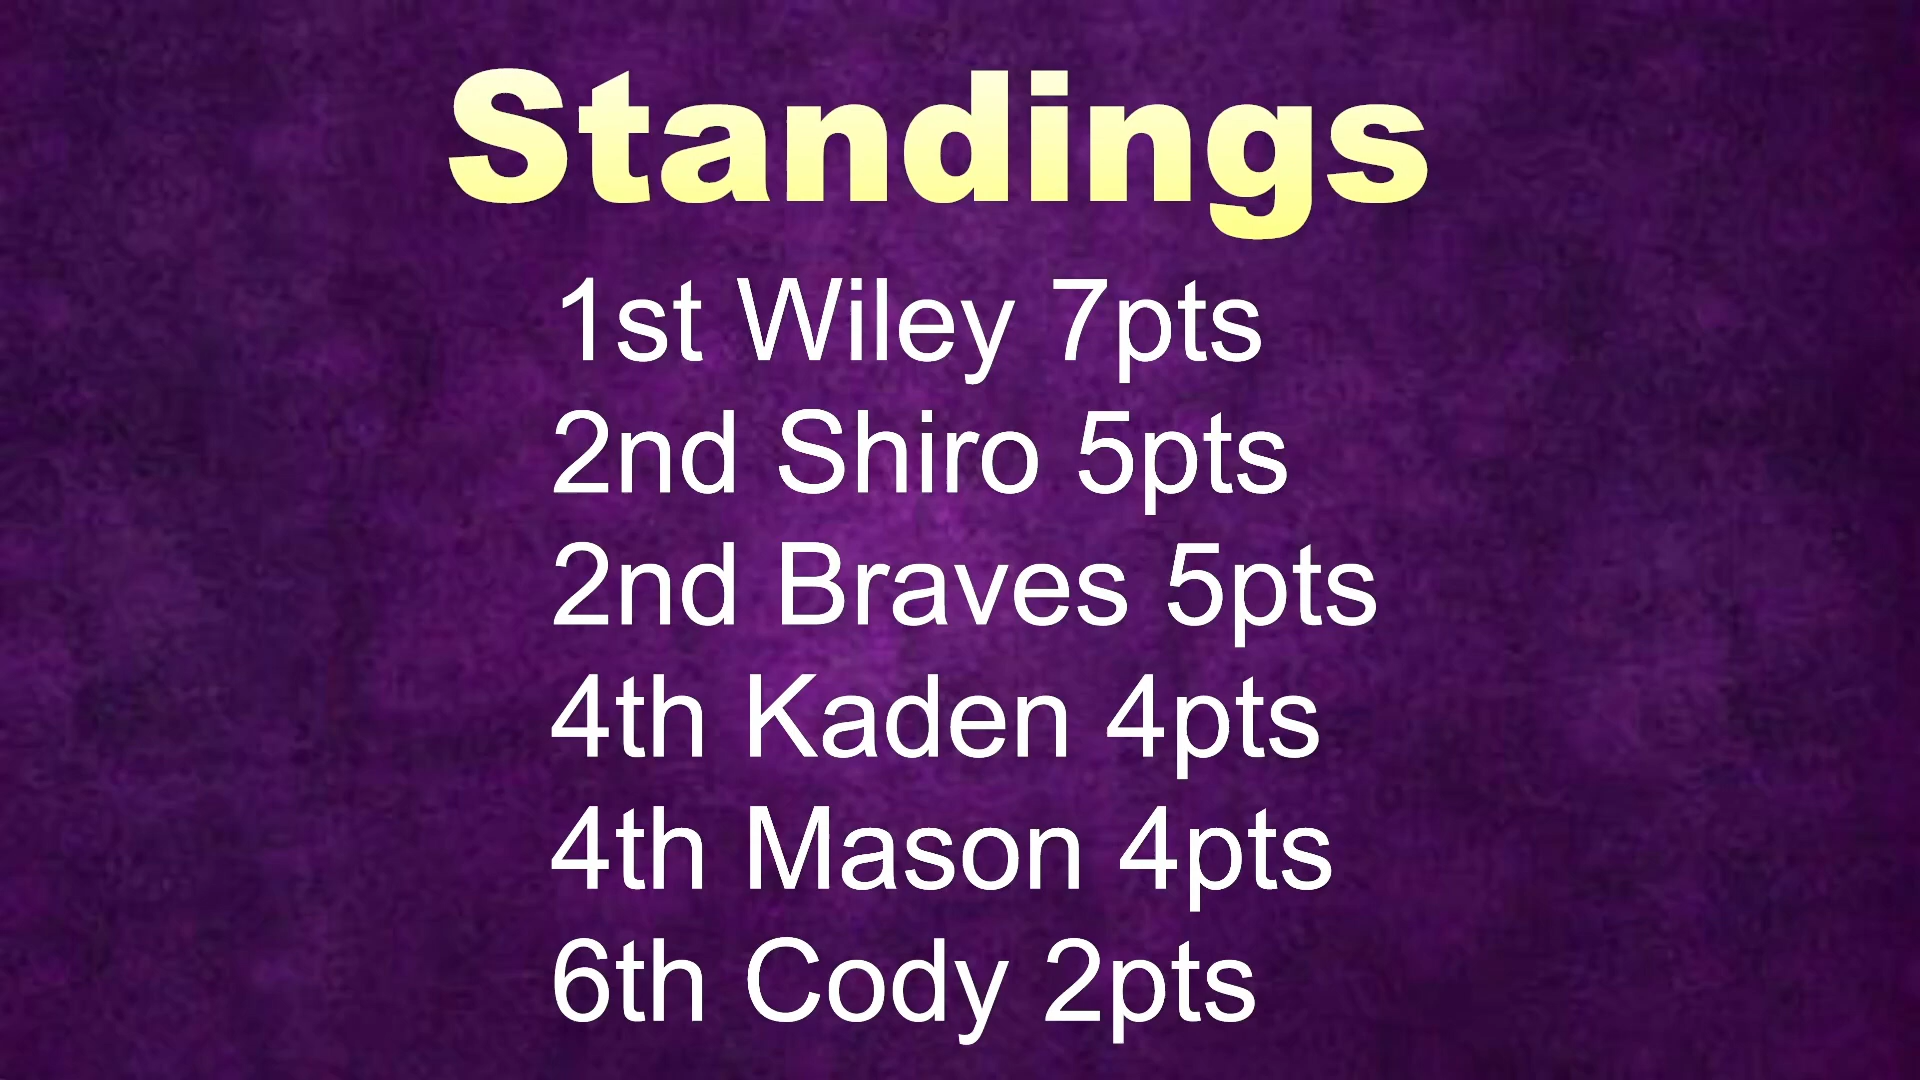 Standings
1st Wiley 7pts
2nd Shiro 5pts
2nd Braves 5pts
4th Kaden 4pts
4th Mason 4pts
6th Cody 2pts